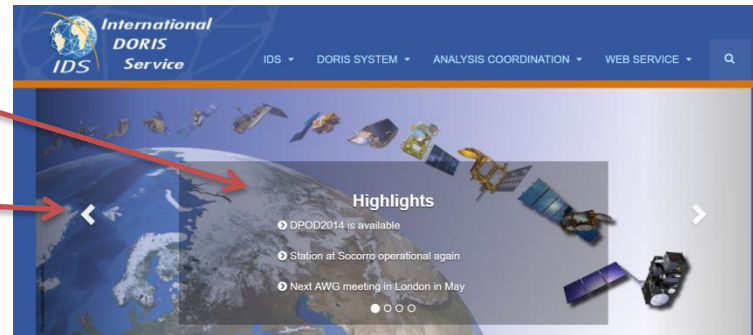 International
DORIS
Service
IDS
IDS
DORIS SYSTEM
ANALYSIS COORDINATION
WEB SERVICE
Highlights
DPOD2014 is available
Station at Socorro operational again
Next AWG meeting in London in May